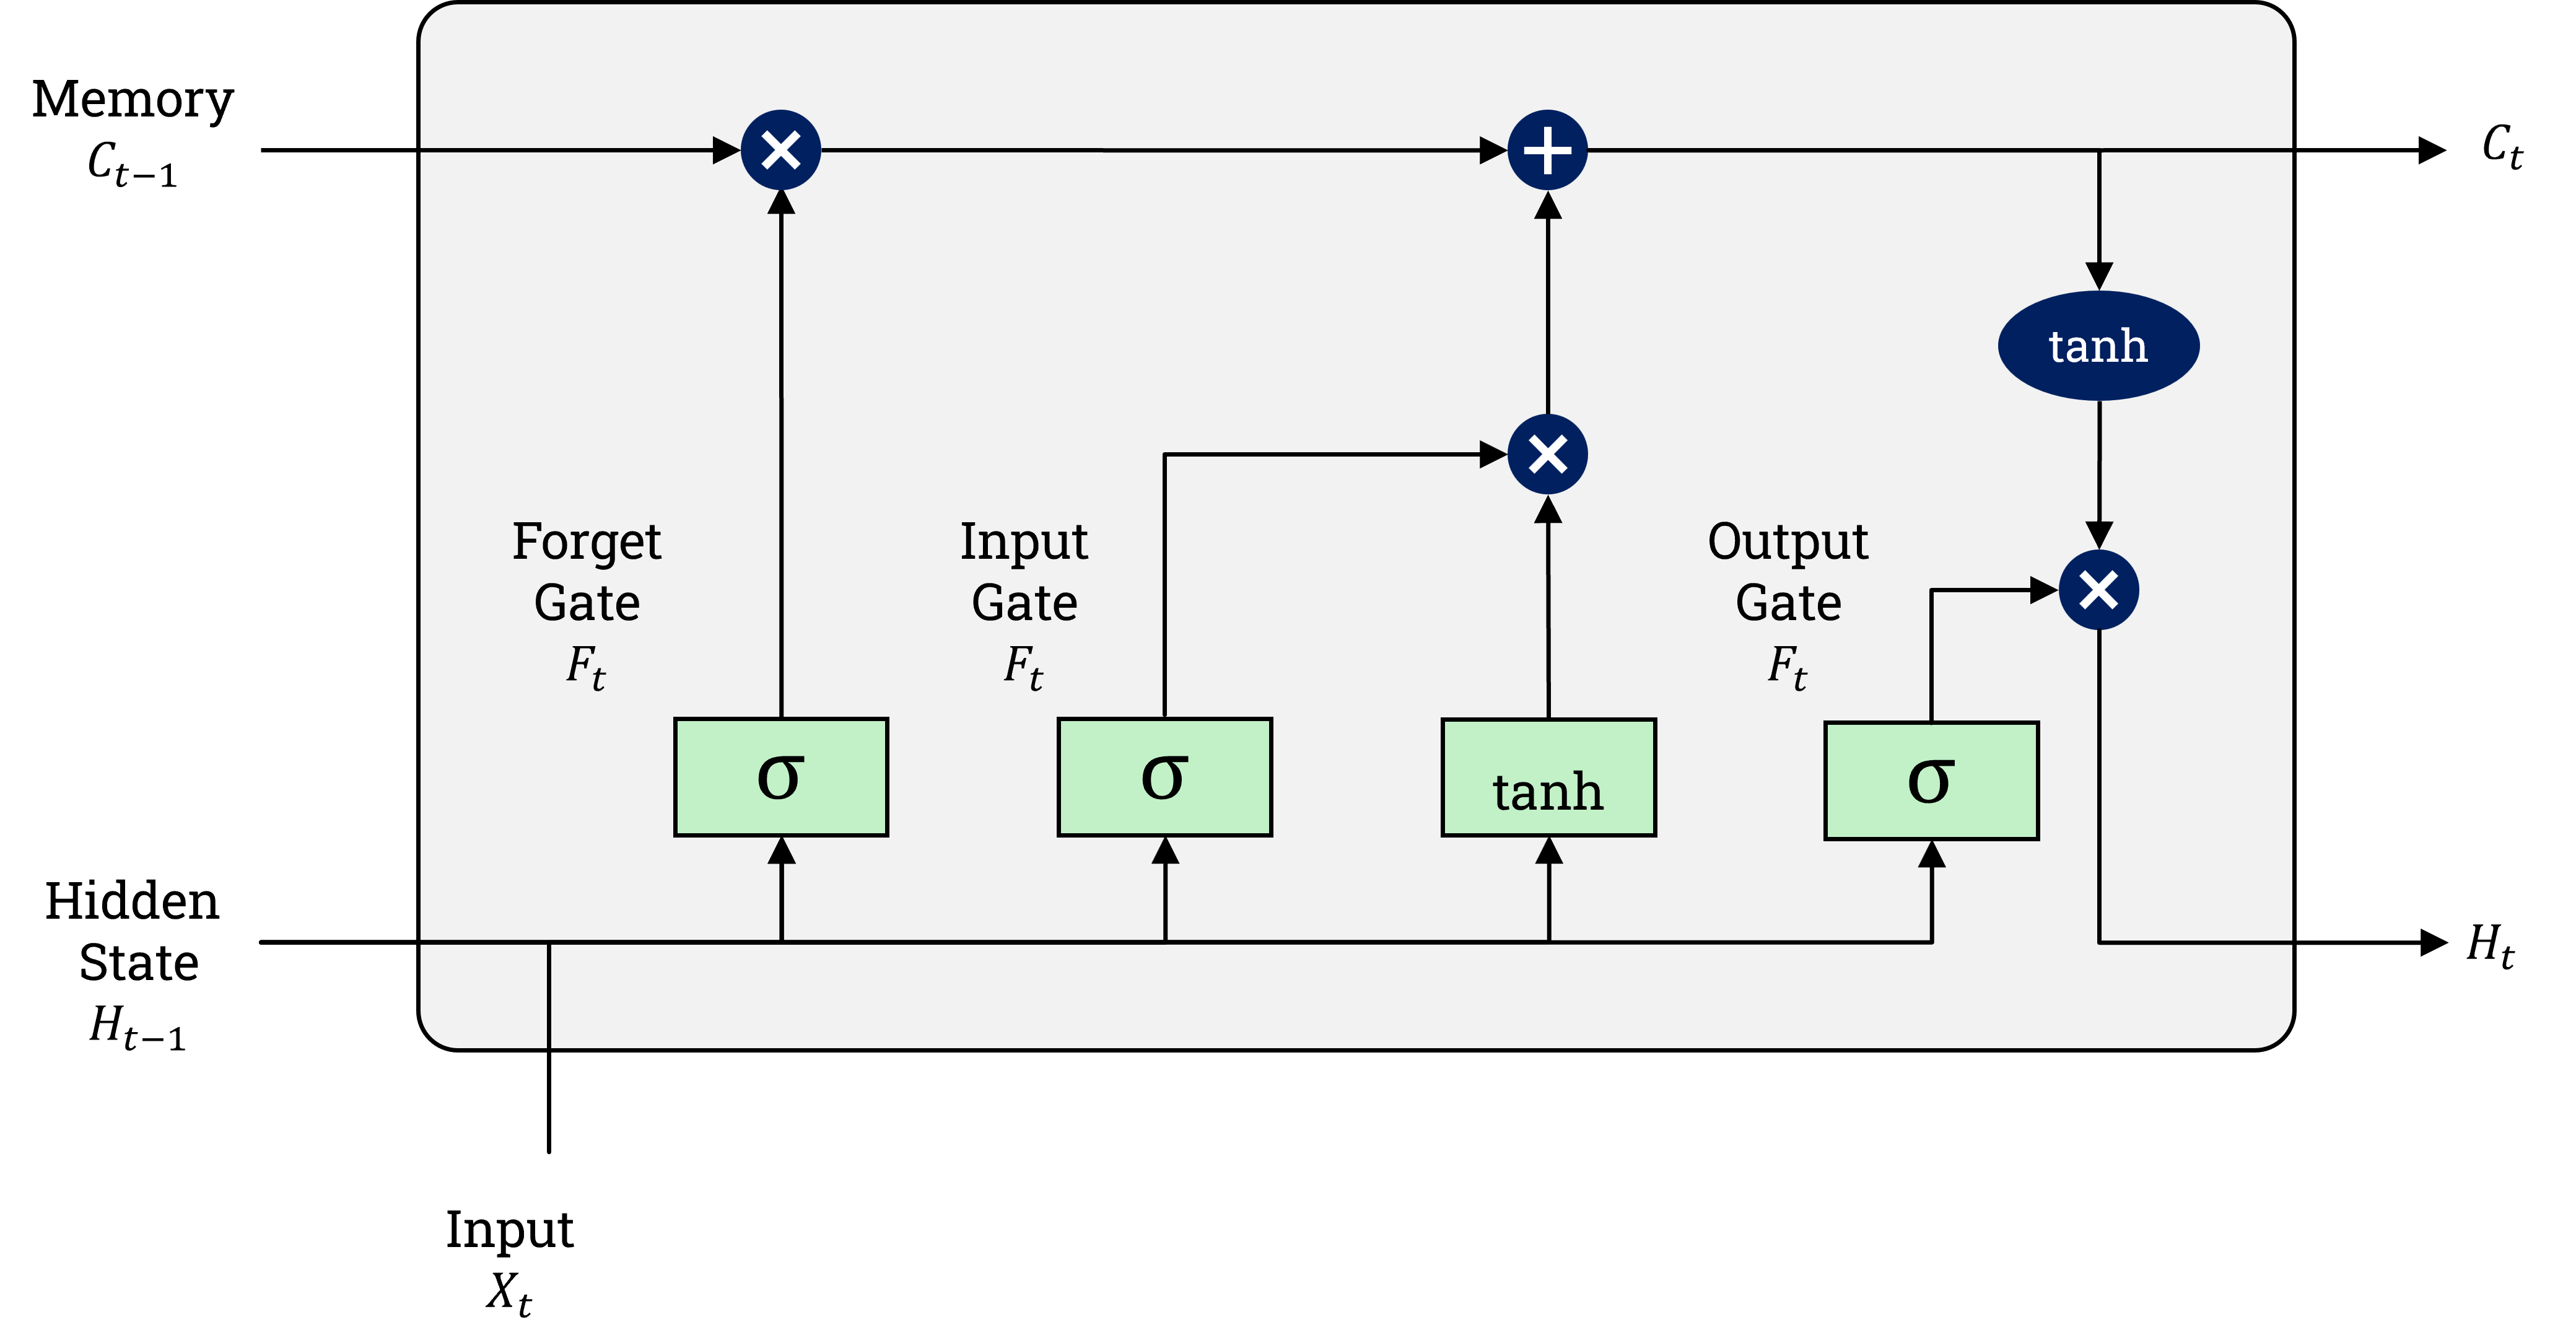 Memory
C_{t−1}
×
+
C_t
tanh
×
×
Forget
Gate
F_t
Input
Gate
F_t
Output
Gate
F_t
σ
σ
tanh
σ
Hidden
State
H_{t−1}
H_t
Input
X_t